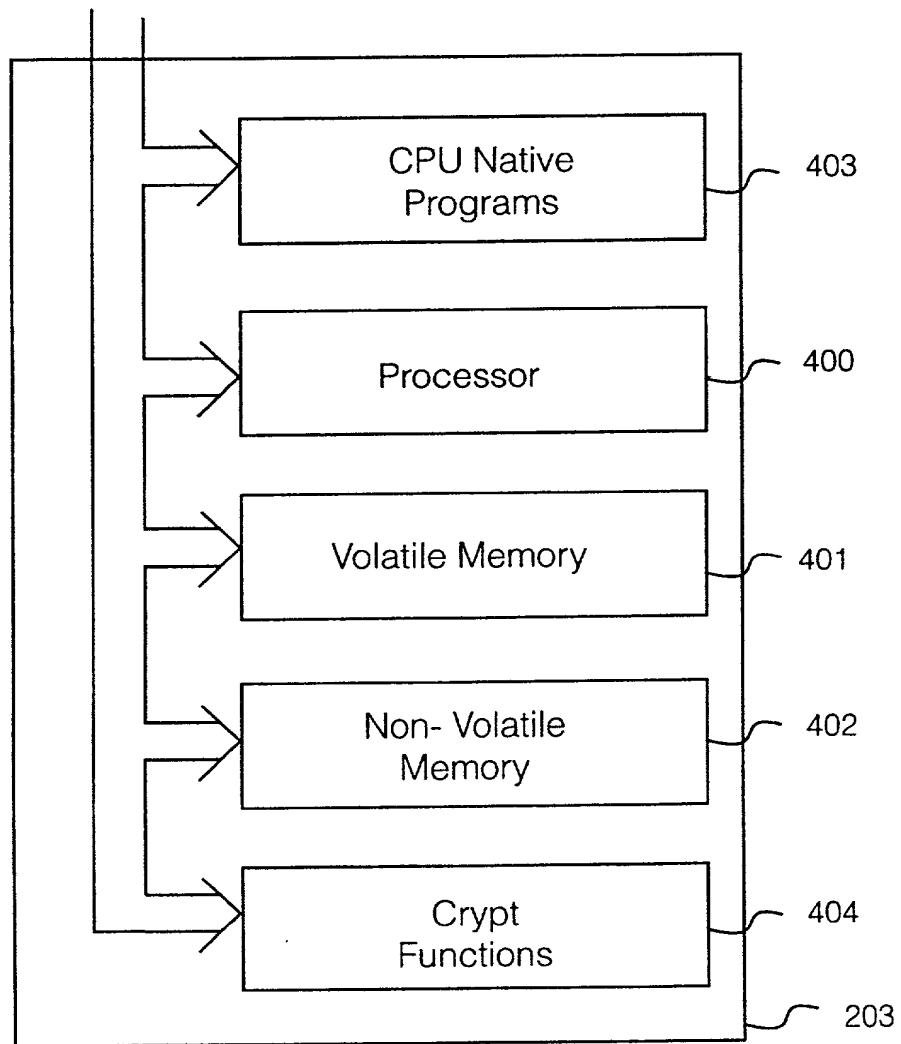 CPU Native
Programs
403
Processor
400
Volatile Memory
401
Non- Volatile
Memory
402
Crypt
Functions
404
203